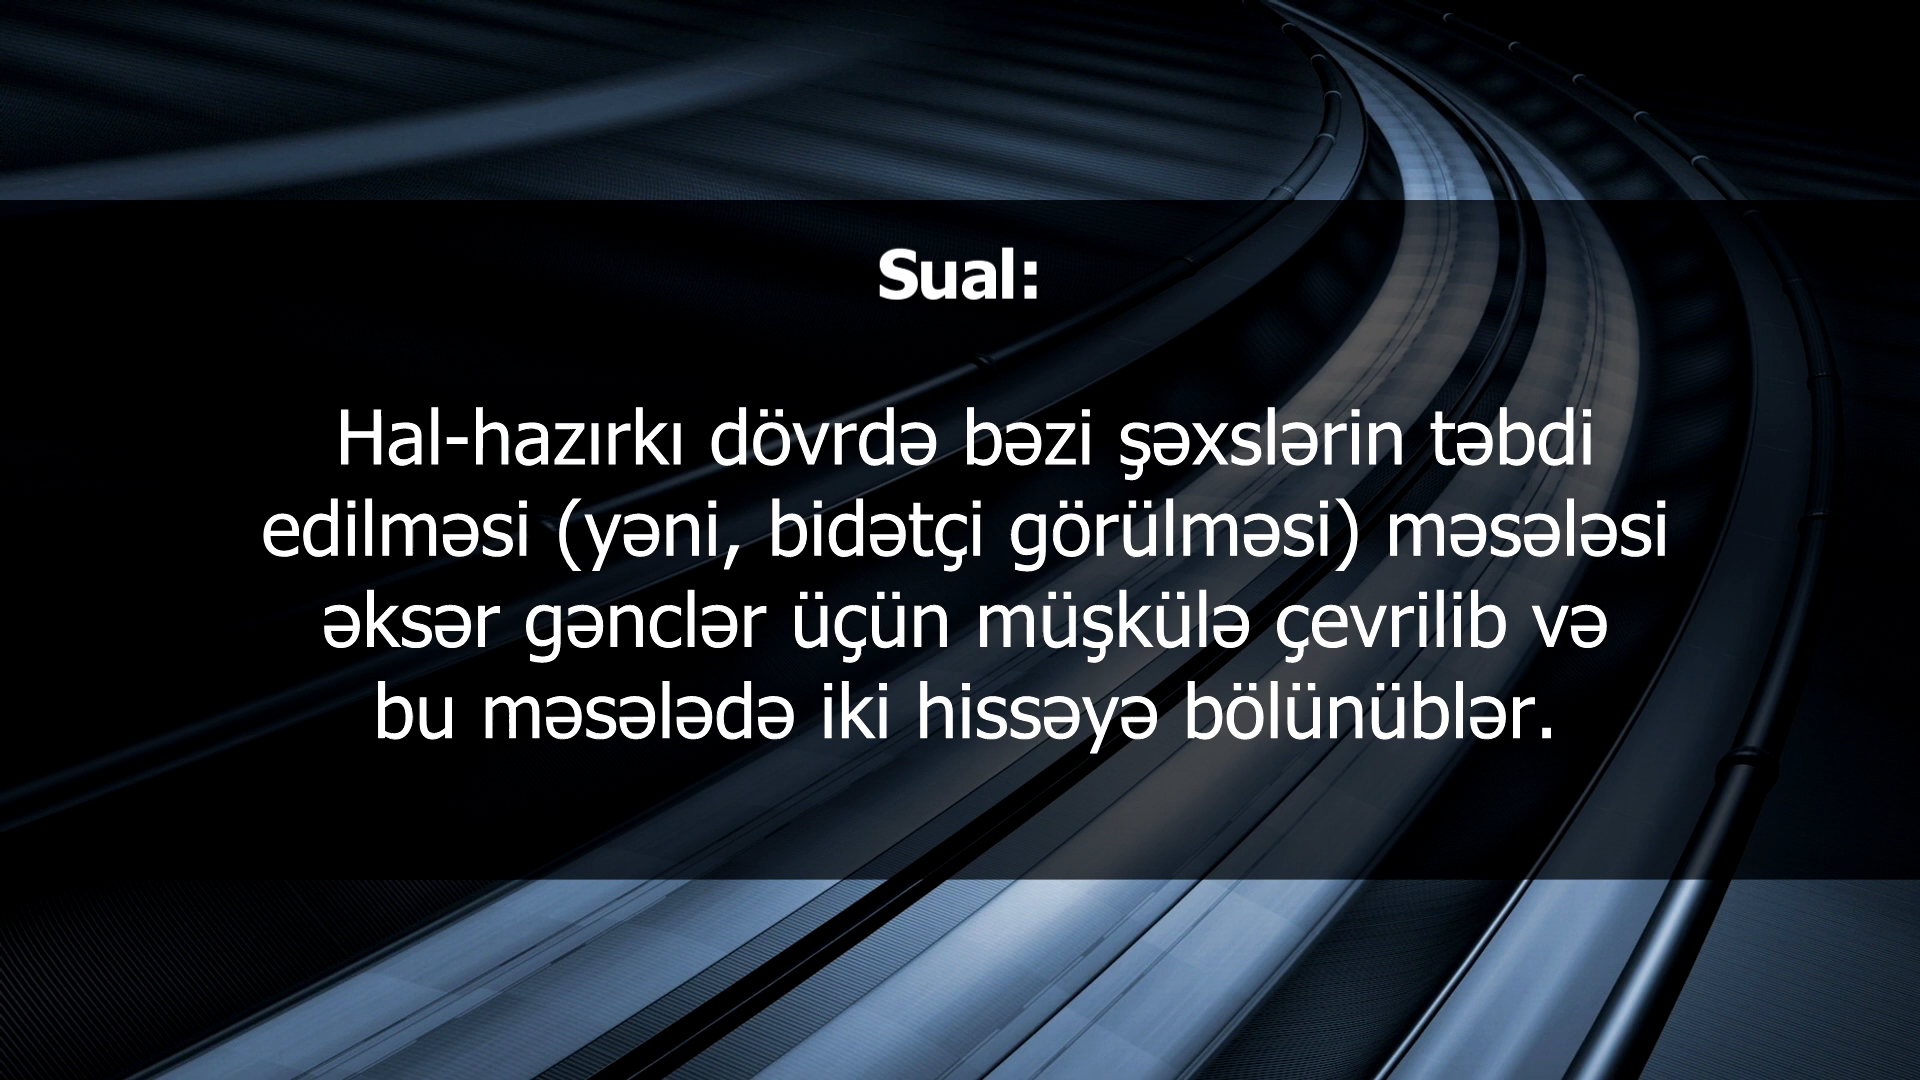 Sual:
Hal-hazırkı dövrdə bəzi şəxslərin təbdi
edilməsi (yəni, bidətçi görülməsi) məsələsi
əksər gənclər üçün müşkülə çevrilib və
bu məsələdə iki hissəyə bölünüblər.